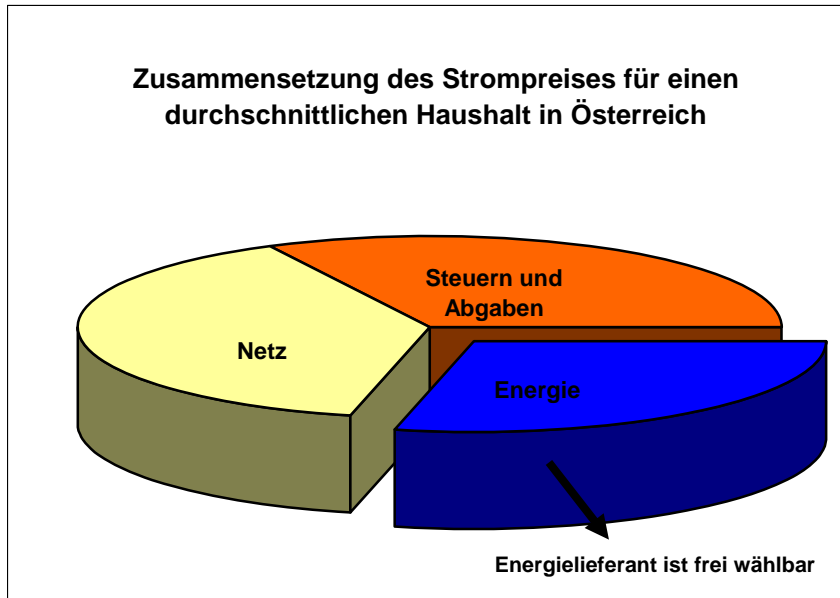 Zusammensetzung des Strompreises für einen
durchschnittlichen Haushalt in Österreich
Steuern und
Abgaben
Netz
Energie
Energielieferant ist frei wählbar